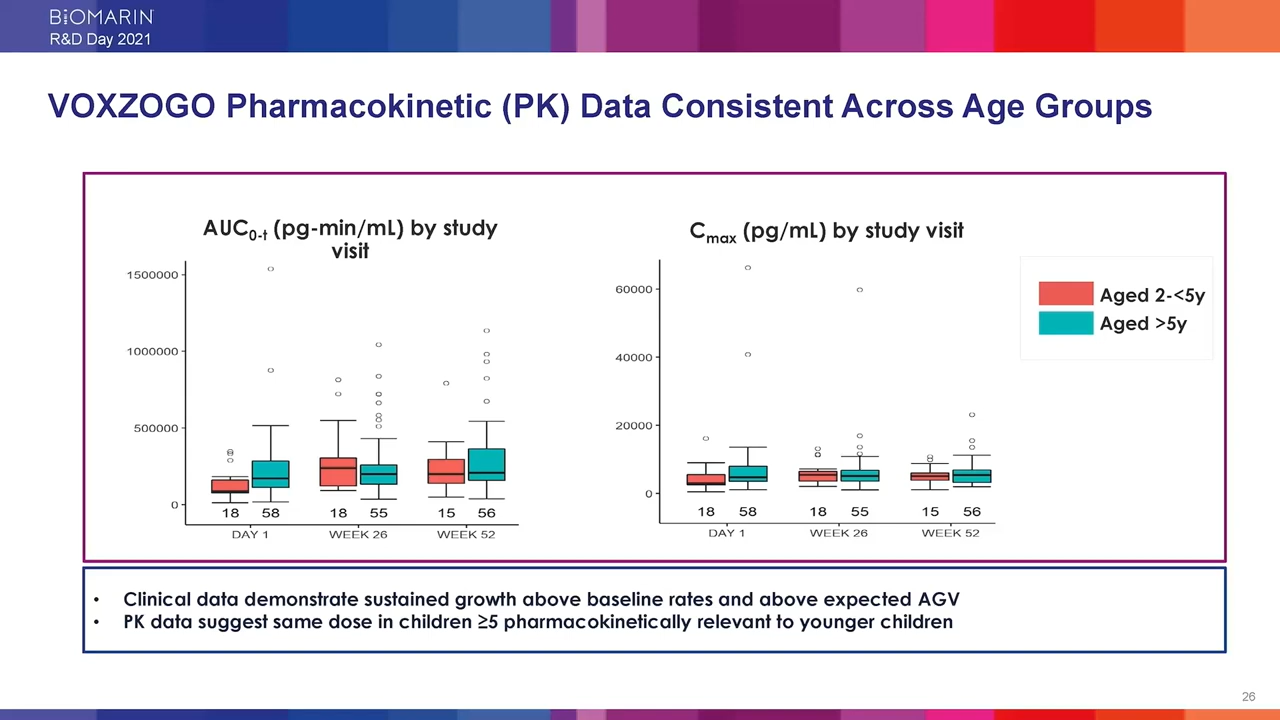 BIOMARIN
R&D Day 2021
VOXZOGO Pharmacokinetic (PK) Data Consistent Across Age Groups
AUC0-t (pg-min/mL) by study
visit
1500000
1000000
500000
0
18 58 18 55 15 56
DAY 1 WEEK 26 WEEK 52
Cmax (pg/mL) by study visit
60000
40000
20000
0
18 58 18 55 15 56
DAY 1 WEEK 26 WEEK 52
Aged 2-<5y
Aged >5y
• Clinical data demonstrate sustained growth above baseline rates and above expected AGV
• PK data suggest same dose in children ≥5 pharmacokinetically relevant to younger children
26